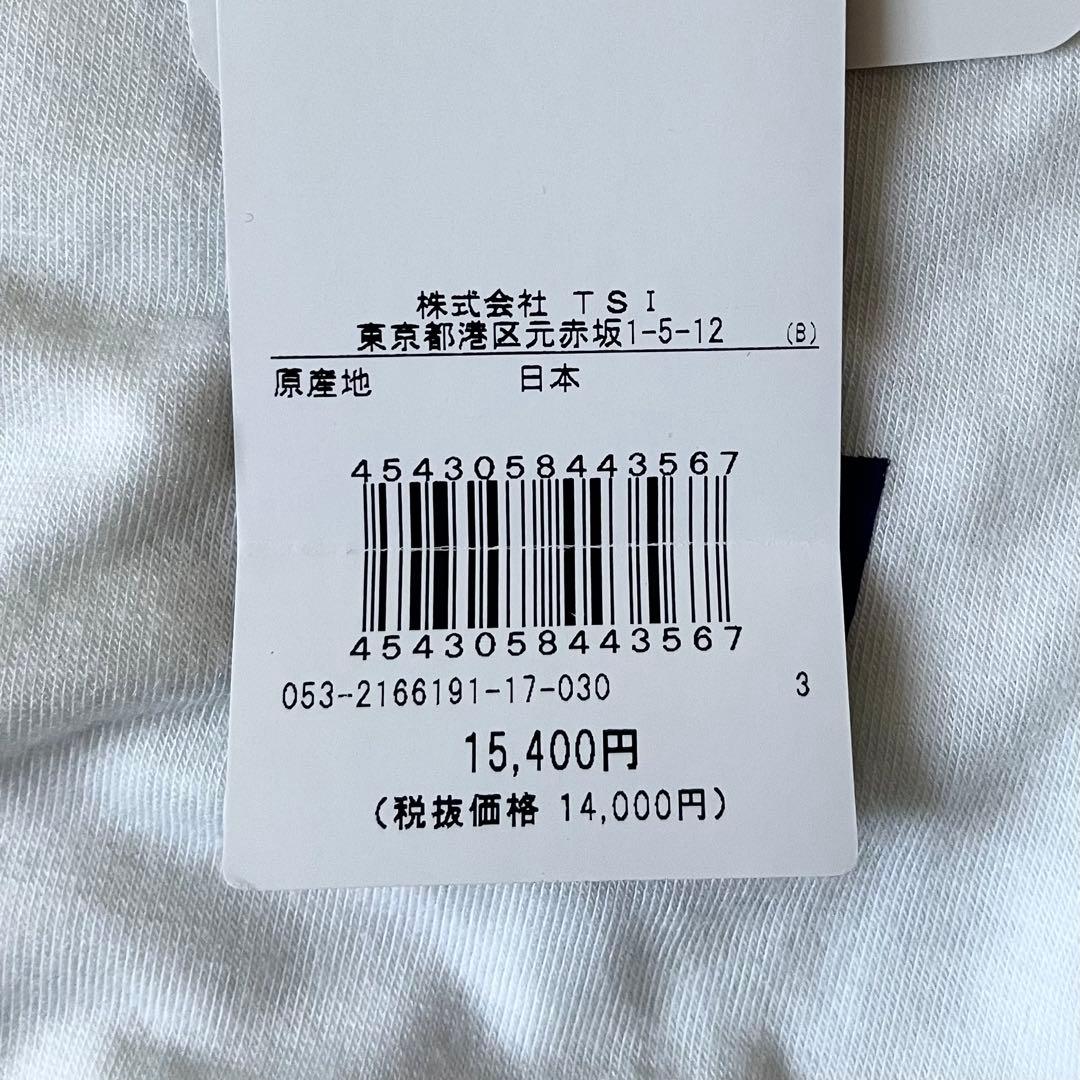 株式会社 TSI
東京都港区元赤坂1-5-12 (B)
原産地 日本
4543058443567
4543058443567
053-2166191-17-030 3
15,400円
(税抜価格 14,000円)